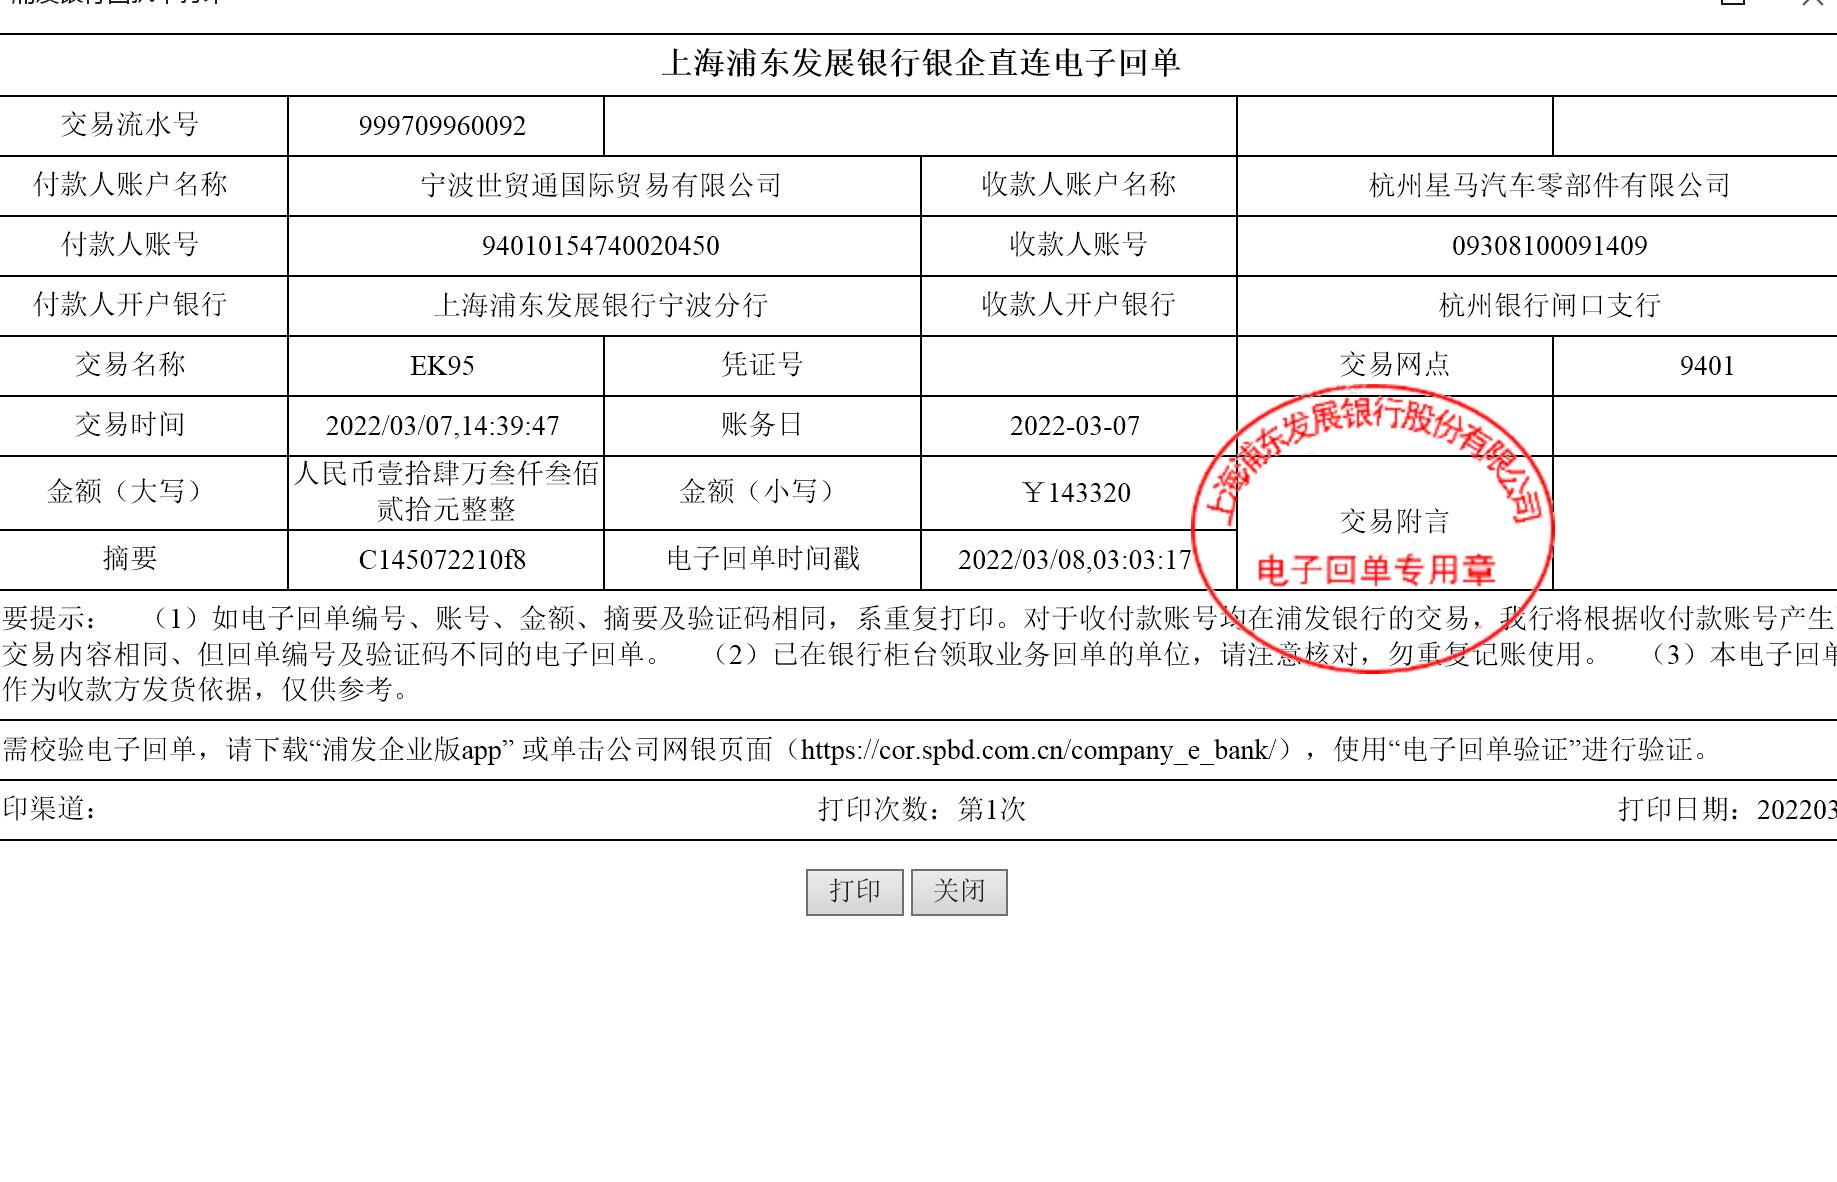 上海浦东发展银行银企直连电子回单
交易流水号 999709960092
付款人账户名称 宁波世贸通国际贸易有限公司 收款人账户名称 杭州星马汽车零部件有限公司
付款人账号 94010154740020450 收款人账号 09308100091409
付款人开户银行 上海浦东发展银行宁波分行 收款人开户银行 杭州银行闸口支行
交易名称 EK95 凭证号 交易网点 9401
交易时间 2022/03/07,14:39:47 账务日 2022-03-07
上海浦东发展银行股份有限公司
金额（大写） 人民币壹拾肆万叁仟叁佰 金额（小写） ￥143320
贰拾元整整
交易附言
摘要 C145072210f8 电子回单时间戳 2022/03/08,03:03:17
电子回单专用章
要提示： （1）如电子回单编号、账号、金额、摘要及验证码相同，系重复打印。对于收付款账号均在浦发银行的交易，我行将根据收付款账号产生
交易内容相同、但回单编号及验证码不同的电子回单。 （2）已在银行柜台领取业务回单的单位，请注意核对，勿重复记账使用。 （3）本电子回单
作为收款方发货依据，仅供参考。
需校验电子回单，请下载“浦发企业版app” 或单击公司网银页面（https://cor.spbd.com.cn/company_e_bank/），使用“电子回单验证”进行验证。
印渠道： 打印次数：第1次 打印日期：202203
打印 关闭